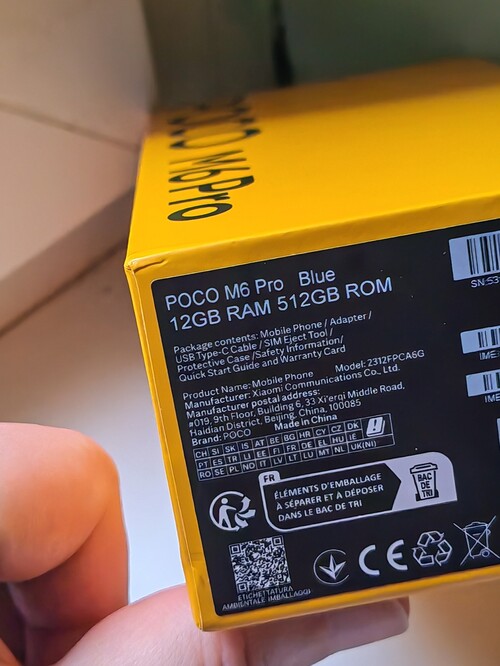 POCO M6 Pro
POCO M6 Pro Blue
12GB RAM 512GB ROM
Package contents: Mobile Phone / Adapter /
USB Type-C Cable / SIM Eject Tool /
Protective Case /Safety Information/
Quick Start Guide and Warranty Card
Product Name: Mobile Phone Model: 2312FPCA6G
Manufacturer: Xiaomi Communications Co., Ltd.
Manufacturer postal address:
#019, 9th Floor, Building 6, 33 Xi'erqi Middle Road,
Haidian District, Beijing, China, 100085
Brand: POCO Made in China
CH SI SK IS AT BE BG HR CY CZ DK
PT ES TR LI EE FI FR DE EL HU IE
RO SE PL NO IT LV LT LU MT NL UK(NI)
FR
ÉLÉMENTS D'EMBALLAGE
À SÉPARER ET À DÉPOSER
DANS LE BAC DE TRI
BAC
DE
TRI
ETICHETTATURA
AMBIENTALE IMBALLAGGI
CE
SN:53
IME
IME